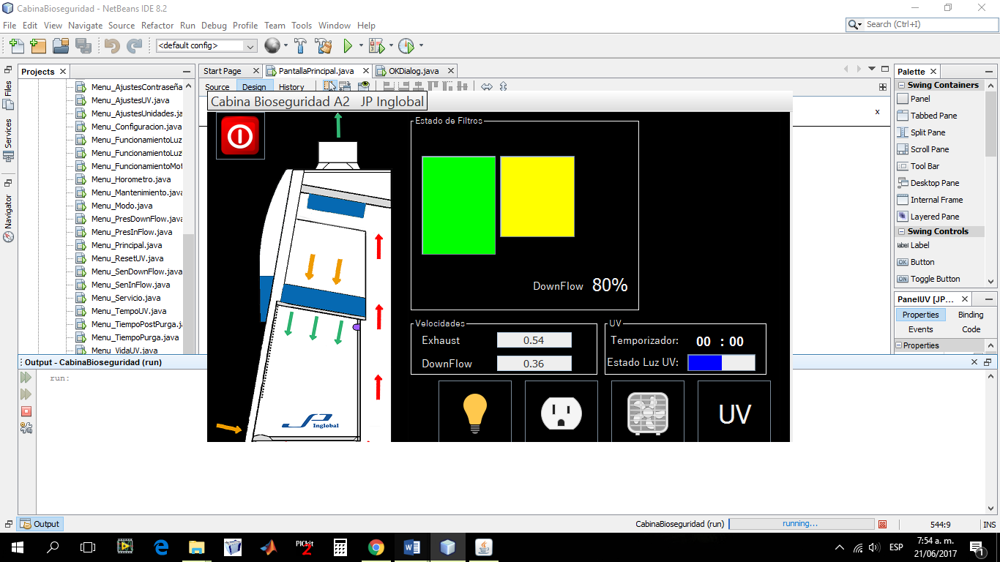 CabinaBioseguridad - NetBeans IDE 8.2
File Edit View Navigate Source Refactor Run Debug Profile Team Tools Window Help
Search (Ctrl+I)
<default config>
Files
Services
Navigator
Projects
Menu_AjustesContraseña
Menu_AjustesUV.java
Menu_AjustesUnidades.ja
Menu_Configuracion.java
Menu_FuncionamientoLuz
Menu_FuncionamientoLuz
Menu_FuncionamientoMot
Menu_Horometro.java
Menu_Mantenimiento.java
Menu_Modo.java
Menu_PresDownFlow.java
Menu_PresInFlow.java
Menu_Principal.java
Menu_ResetUV.java
Menu_SenDownFlow.java
Menu_SenInFlow.java
Menu_Servicio.java
Menu_TempoUV.java
Menu_TiempoPostPurga.ja
Menu_TiempoPurga.java
Menu_VidaUV.java
Start Page PantallaPrincipal.java OKDialog.java
Source Design History
Cabina Bioseguridad A2 JP Inglobal
x
Estado de Filtros
DownFlow 80%
Velocidades
Exhaust 0.54
DownFlow 0.36
UV
Temporizador: 00 : 00
Estado Luz UV:
UV
JP
Inglobal
Palette
Swing Containers
Panel
Tabbed Pane
Split Pane
Scroll Pane
Tool Bar
Desktop Pane
Internal Frame
Layered Pane
Swing Controls
label Label
OK Button
ON Toggle Button
PanelUV [JP...
Properties Binding
Events Code
Properties
Output - CabinaBioseguridad (run)
run:
Output
CabinaBioseguridad (run) running... 544:9 INS
PICkit 2
ESP
7:54 a. m.
21/06/2017
1